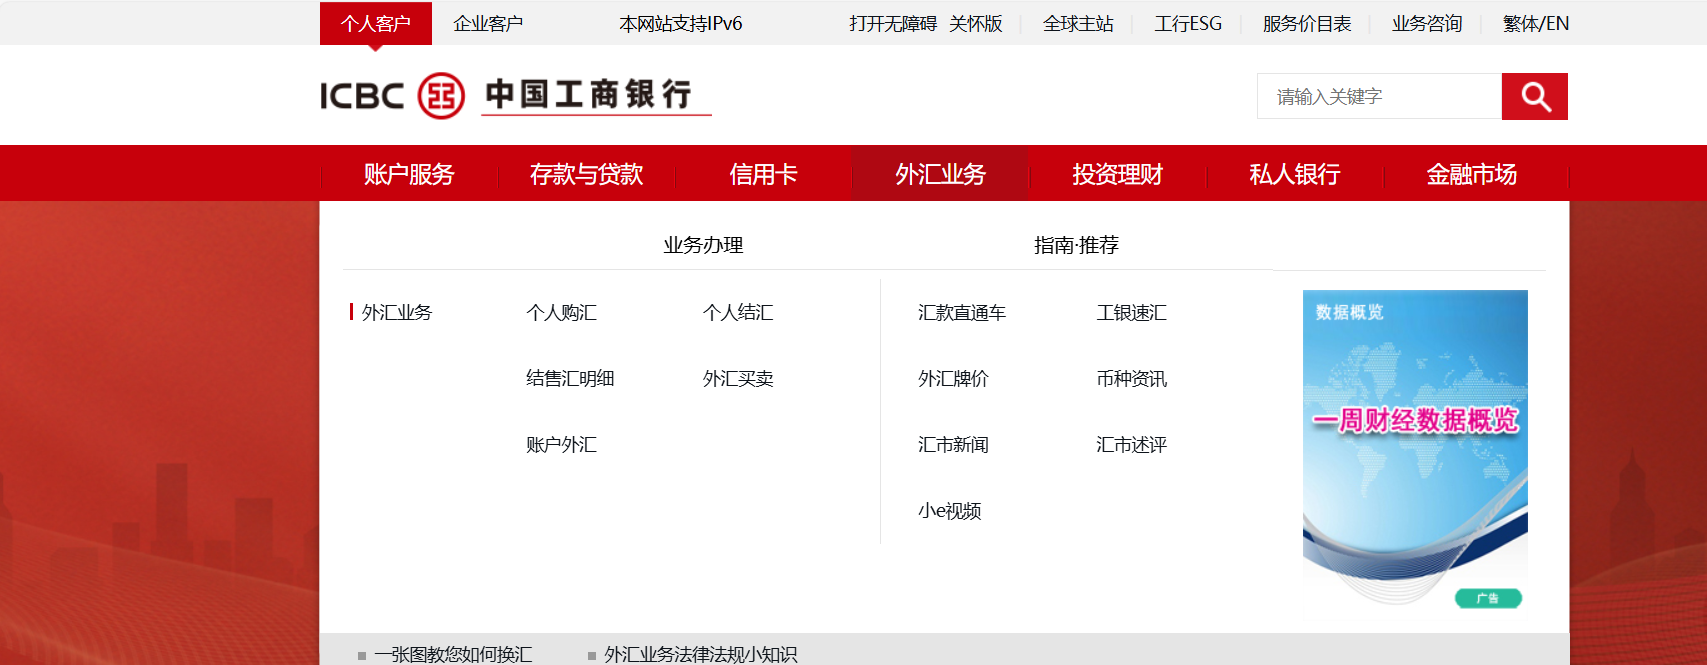 个人客户 企业客户 本网站支持IPv6 打开无障碍 关怀版 全球主站 工行ESG 服务价目表 业务咨询 繁体/EN
ICBC 中国工商银行 请输入关键字
账户服务 存款与贷款 信用卡 外汇业务 投资理财 私人银行 金融市场
业务办理 指南·推荐
外汇业务 个人购汇 个人结汇 汇款直通车 工银速汇
数据概览
结售汇明细 外汇买卖 外汇牌价 币种资讯
一周财经数据概览
账户外汇 汇市新闻 汇市述评
小e视频
广告
一张图教您如何换汇 外汇业务法律法规小知识